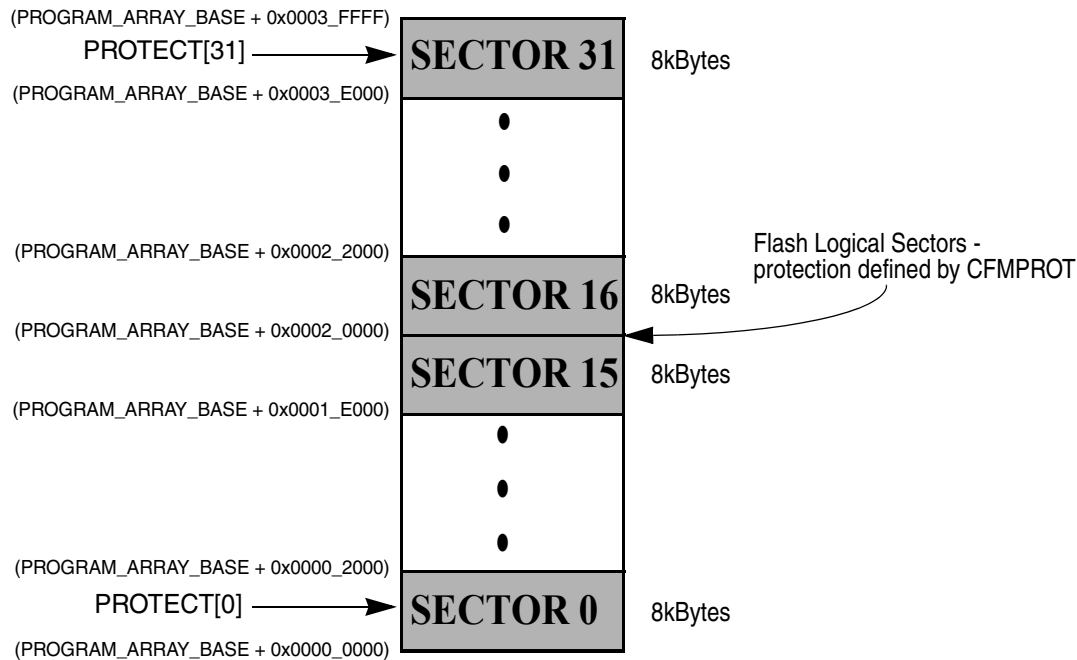 (PROGRAM_ARRAY_BASE + 0x0003_FFFF)
PROTECT[31]
SECTOR 31
8kBytes
(PROGRAM_ARRAY_BASE + 0x0003_E000)
(PROGRAM_ARRAY_BASE + 0x0002_2000)
Flash Logical Sectors -
protection defined by CFMPROT
SECTOR 16
8kBytes
(PROGRAM_ARRAY_BASE + 0x0002_0000)
SECTOR 15
8kBytes
(PROGRAM_ARRAY_BASE + 0x0001_E000)
(PROGRAM_ARRAY_BASE + 0x0000_2000)
PROTECT[0]
SECTOR 0
8kBytes
(PROGRAM_ARRAY_BASE + 0x0000_0000)